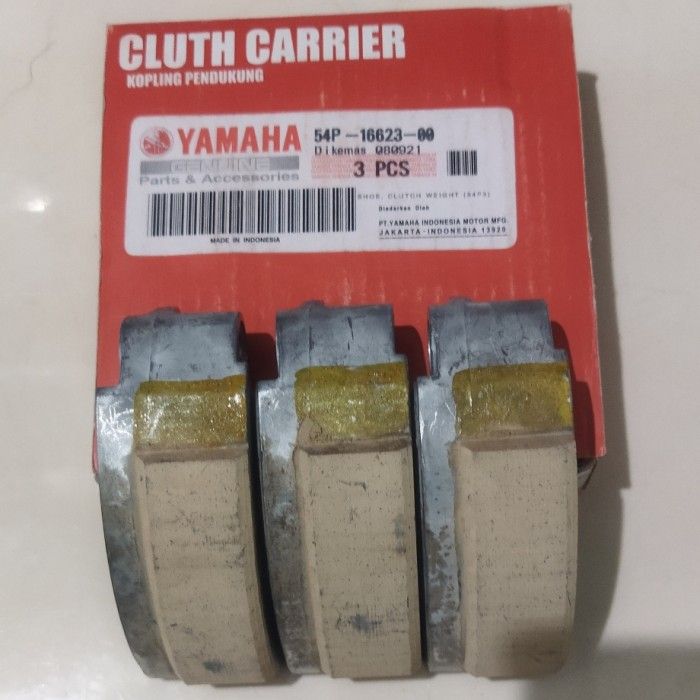 CLUTH CARRIER
KOPLING PENDUKUNG
YAMAHA
GENUINE
Parts & Accessories
54P-16623-00
Dikemas 080921
3 PCS
SHOE, CLUTCH WEIGHT (54P3)
Diedarkan Oleh
PT.YAMAHA INDONESIA MOTOR MFG.
JAKARTA-INDONESIA 13920
MADE IN INDONESIA